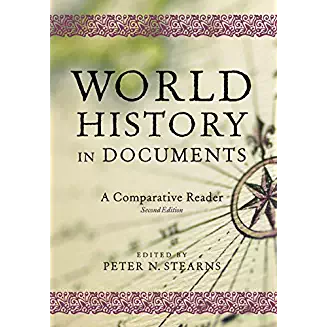 WORLD
HISTORY
IN DOCUMENTS
A Comparative Reader
Second Edition
EDITED BY
PETER N. STEARNS